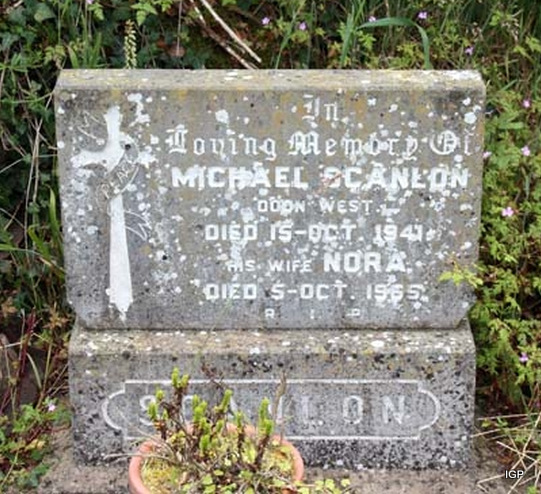 In
Loving Memory Of
MICHAEL SCANLON
DOON WEST
DIED 15-OCT. 1941.
HIS WIFE NORA.
DIED 5-OCT. 1965.
R. I. P.
SCANLON
IGP